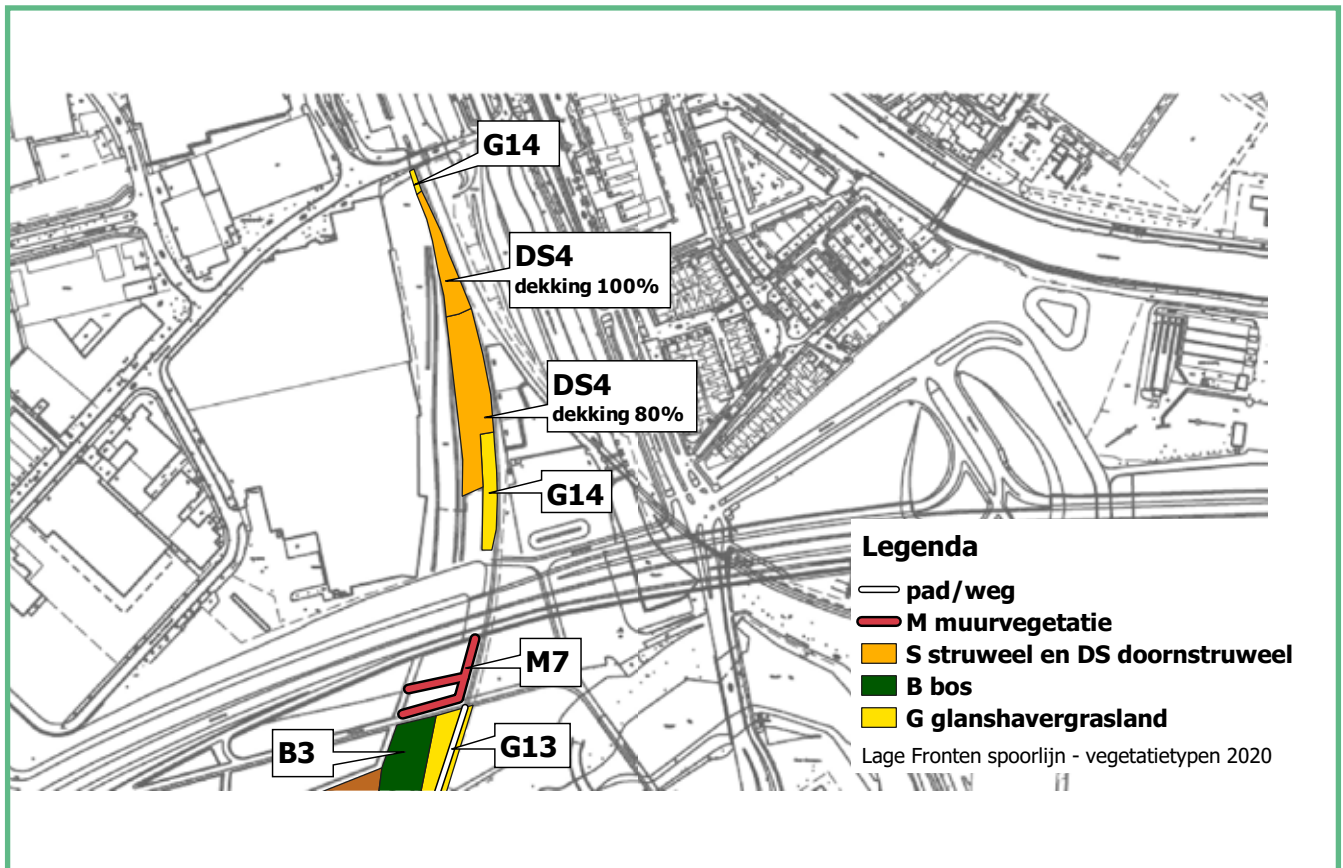 G14
DS4
dekking 100%
DS4
dekking 80%
G14
M7
B3
G13
Legenda
pad/weg
M muurvegetatie
S struweel en DS doornstruweel
B bos
G glanshavergrasland
Lage Fronten spoorlijn - vegetatietypen 2020